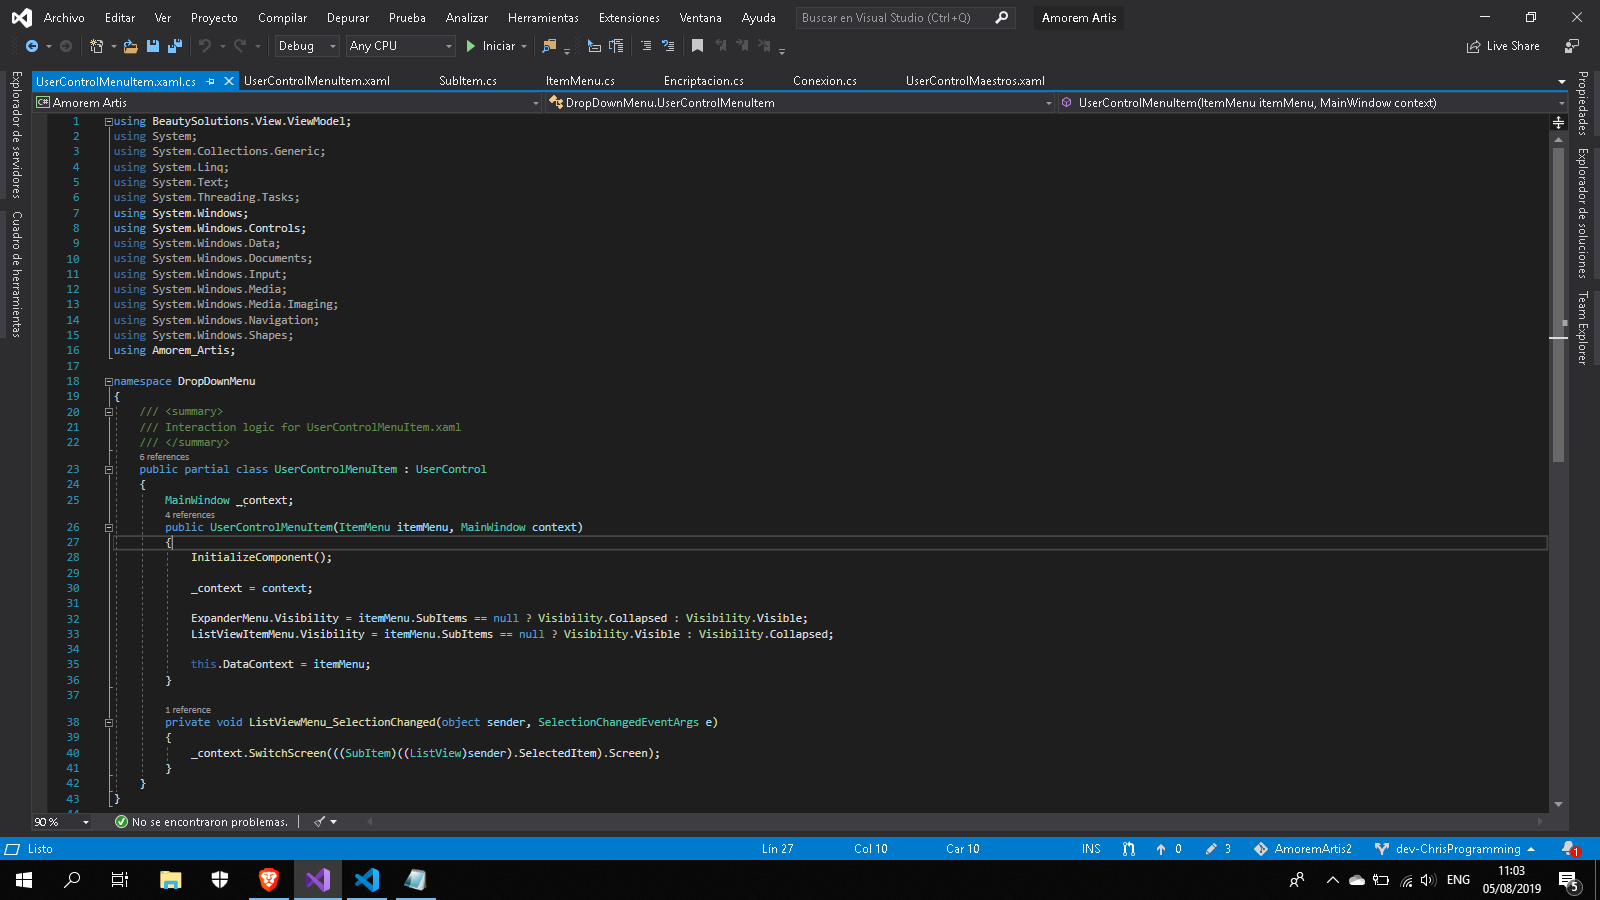 Archivo Editar Ver Proyecto Compilar Depurar Prueba Analizar Herramientas Extensiones Ventana Ayuda Buscar en Visual Studio (Ctrl+Q) Amorem Artis
Debug Any CPU Iniciar Live Share
UserControlMenuItem.xaml.cs UserControlMenuItem.xaml SubItem.cs ItemMenu.cs Encriptacion.cs Conexion.cs UserControlMaestros.xaml
C# Amorem Artis DropDownMenu.UserControlMenuItem UserControlMenuItem(ItemMenu itemMenu, MainWindow context)
Explorador de servidores
Cuadro de herramientas
1 using BeautySolutions.View.ViewModel;
2 using System;
3 using System.Collections.Generic;
4 using System.Linq;
5 using System.Text;
6 using System.Threading.Tasks;
7 using System.Windows;
8 using System.Windows.Controls;
9 using System.Windows.Data;
10 using System.Windows.Documents;
11 using System.Windows.Input;
12 using System.Windows.Media;
13 using System.Windows.Media.Imaging;
14 using System.Windows.Navigation;
15 using System.Windows.Shapes;
16 using Amorem_Artis;
17
18 namespace DropDownMenu
19 {
20 /// <summary>
21 /// Interaction logic for UserControlMenuItem.xaml
22 /// </summary>
6 references
23 public partial class UserControlMenuItem : UserControl
24 {
25 MainWindow _context;
4 references
26 public UserControlMenuItem(ItemMenu itemMenu, MainWindow context)
27 {
28 InitializeComponent();
29
30 _context = context;
31
32 ExpanderMenu.Visibility = itemMenu.SubItems == null ? Visibility.Collapsed : Visibility.Visible;
33 ListViewItemMenu.Visibility = itemMenu.SubItems == null ? Visibility.Visible : Visibility.Collapsed;
34
35 this.DataContext = itemMenu;
36 }
37
1 reference
38 private void ListViewMenu_SelectionChanged(object sender, SelectionChangedEventArgs e)
39 {
40 _context.SwitchScreen(((SubItem)((ListView)sender).SelectedItem).Screen);
41 }
42 }
43 }
Propiedades
Explorador de soluciones
Team Explorer
90 % No se encontraron problemas.
Listo Lín 27 Col 10 Car 10 INS 0 3 AmoremArtis2 dev-ChrisProgramming 1
ENG 11:03
05/08/2019 5